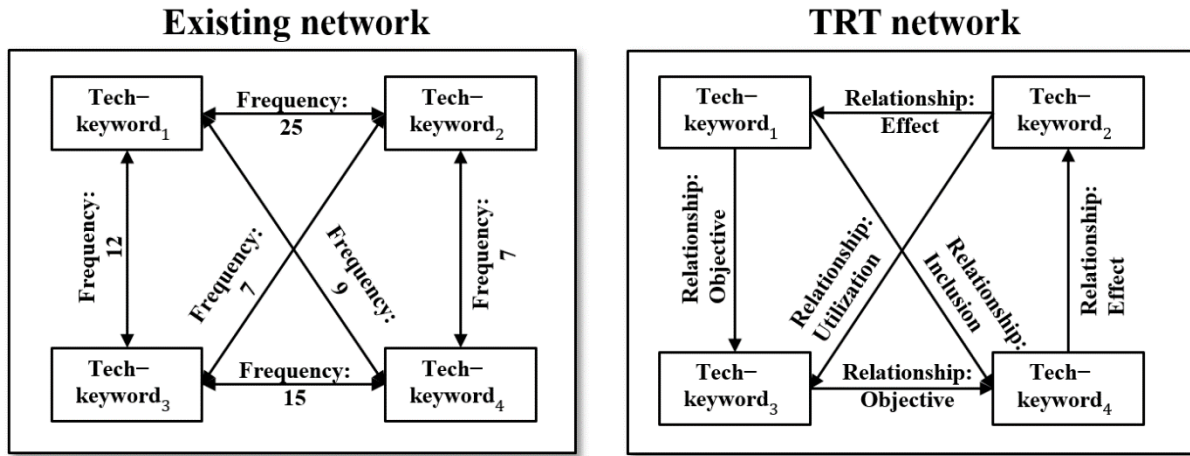 Existing network
Tech−
keyword₁
Frequency:
25
Tech−
keyword₂
Frequency:
12
Frequency:
7
Frequency:
9
Frequency:
7
Tech−
keyword₃
Frequency:
15
Tech−
keyword₄
TRT network
Tech−
keyword₁
Relationship:
Effect
Tech−
keyword₂
Relationship:
Objective
Relationship:
Utilization
Relationship:
Inclusion
Relationship:
Effect
Tech−
keyword₃
Relationship:
Objective
Tech−
keyword₄